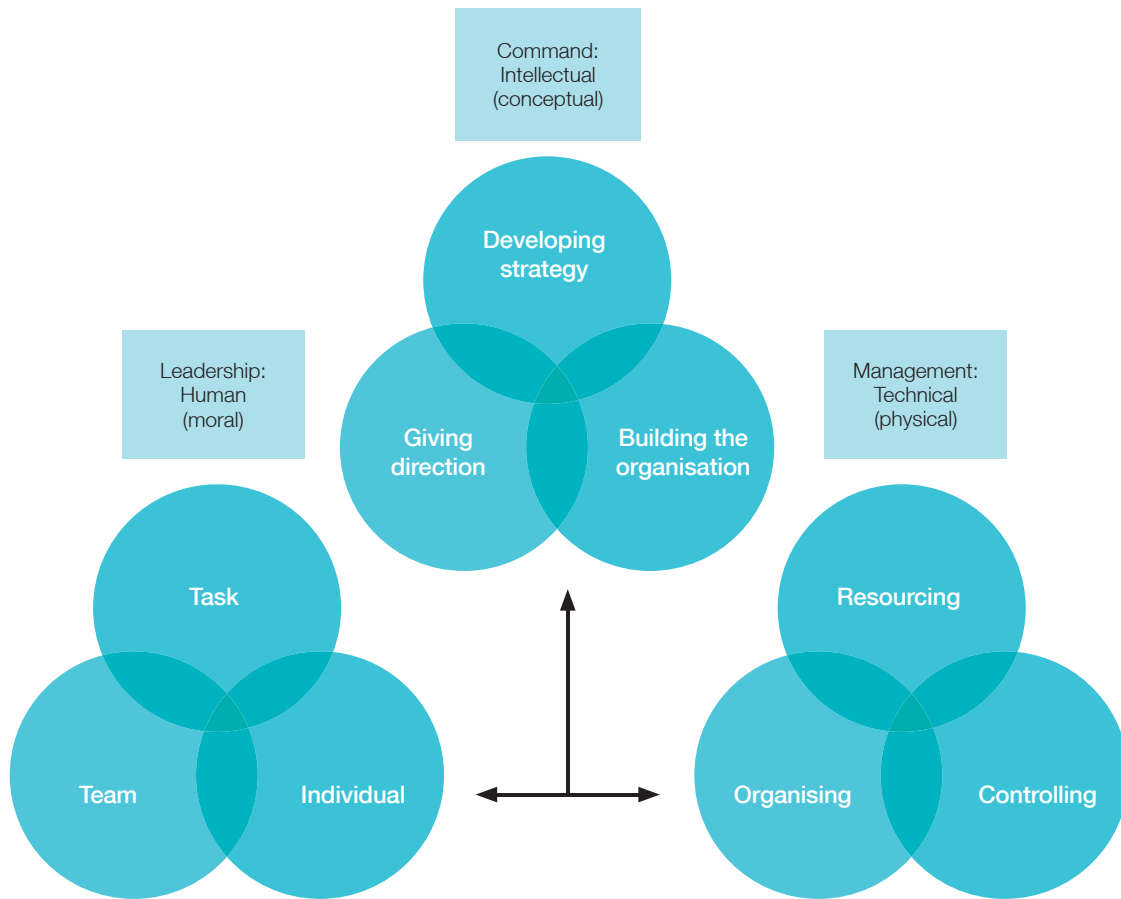 Command:
Intellectual
(conceptual)
Developing
strategy
Giving
direction
Building the
organisation
Leadership:
Human
(moral)
Task
Team
Individual
Management:
Technical
(physical)
Resourcing
Organising
Controlling